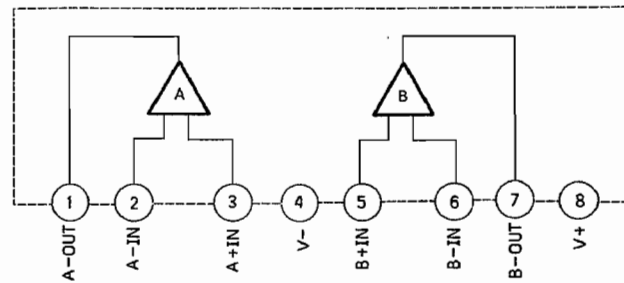 A B
1 2 3 4 5 6 7 8
A-OUT
A-IN
A+IN
V-
B+IN
B-IN
B-OUT
V+